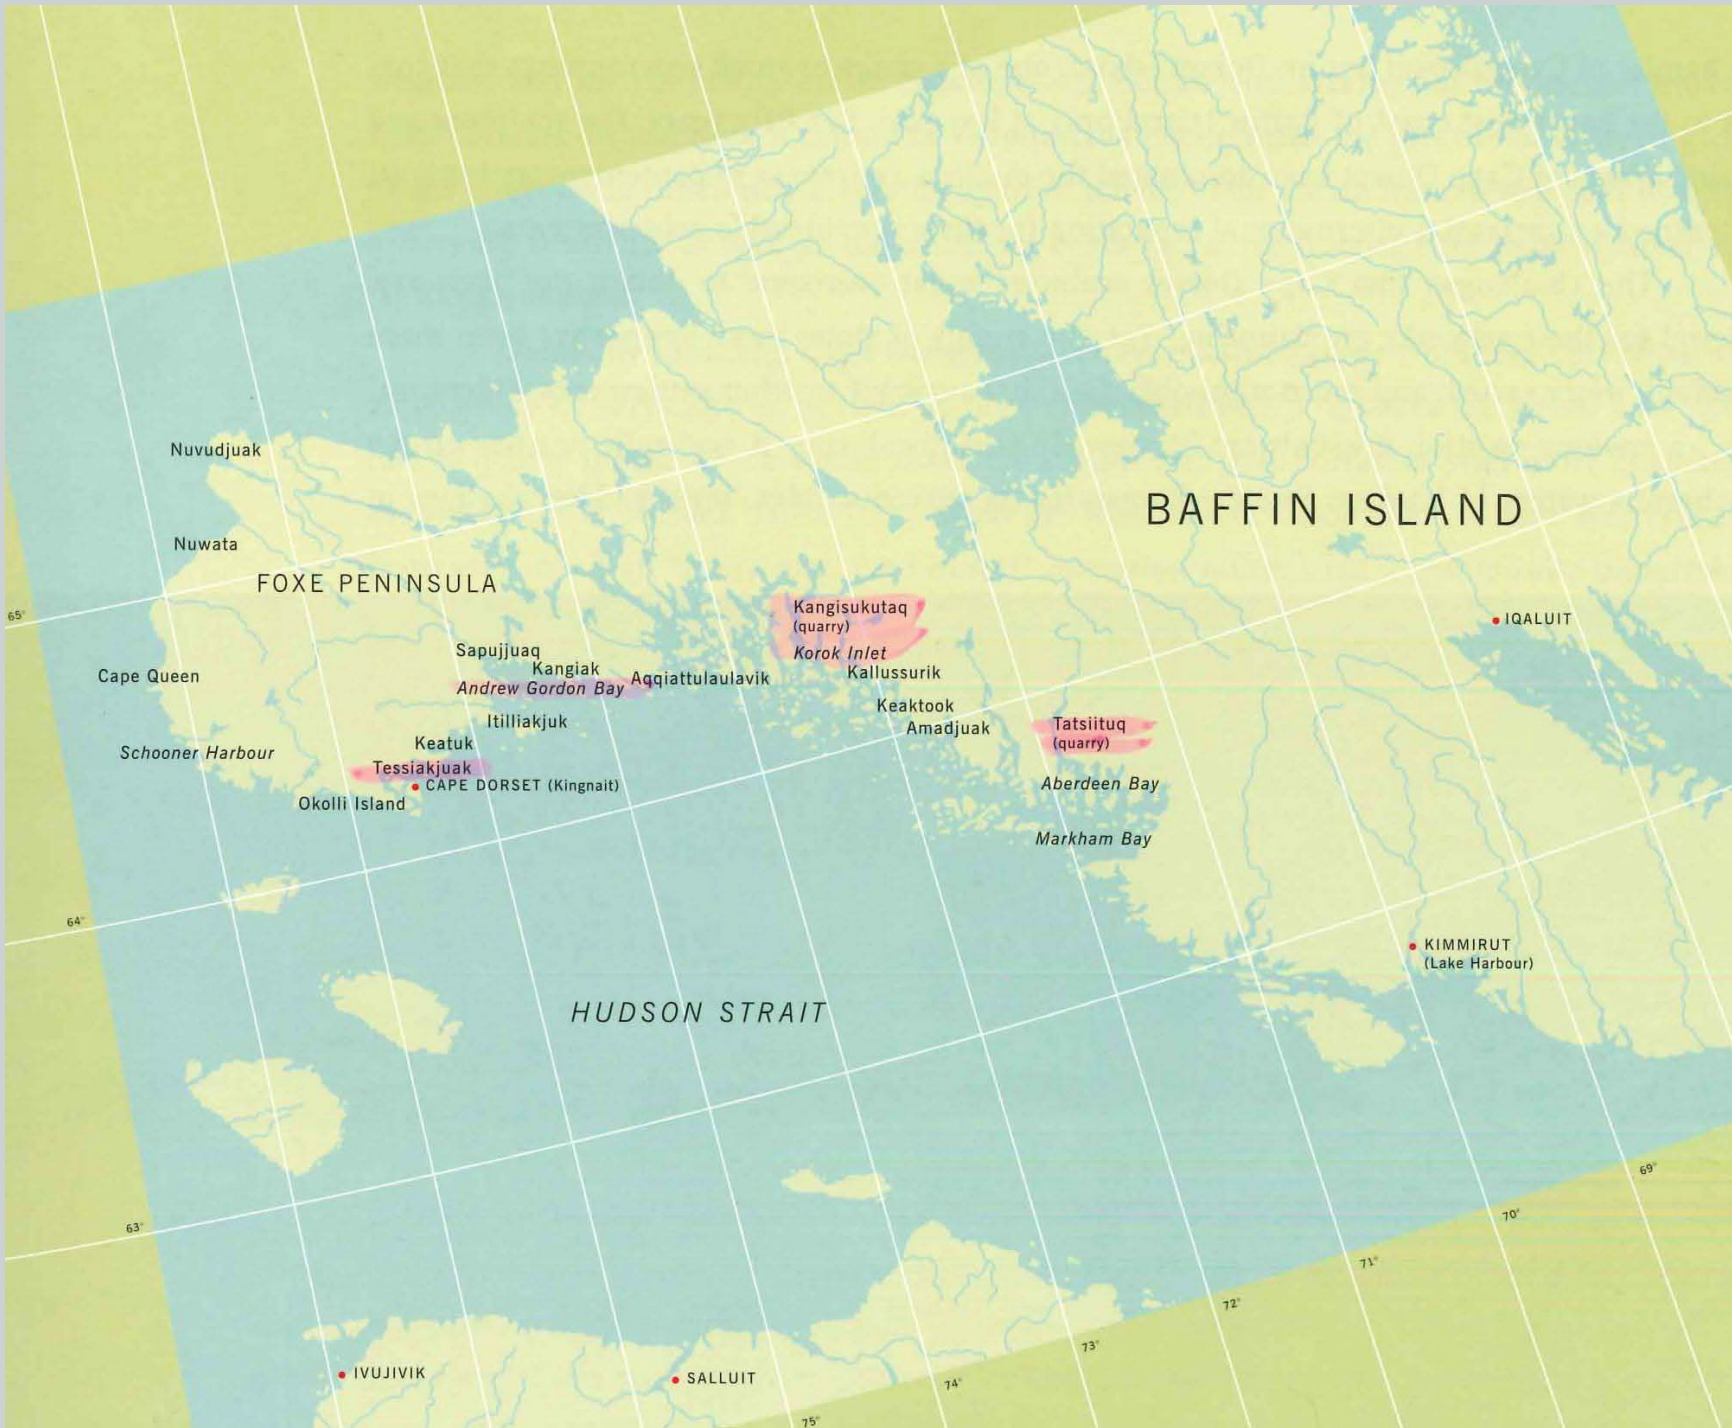 Nuvudjuak
BAFFIN ISLAND
Nuwata
FOXE PENINSULA
Kangisukutaq
(quarry)
65°
IQALUIT
Sapujjuaq
Korok Inlet
Kangiak
Kallussurik
Cape Queen
Aqqiattulaulavik
Andrew Gordon Bay
Keaktook
Itilliakjuk
Amadjuak
Tatsiituq
(quarry)
Keatuk
Schooner Harbour
Tessiakjuak
CAPE DORSET (Kingnait)
Aberdeen Bay
Okolli Island
Markham Bay
64°
KIMMIRUT
(Lake Harbour)
HUDSON STRAIT
69°
70°
63°
71°
72°
73°
IVUJIVIK
SALLUIT
74°
75°